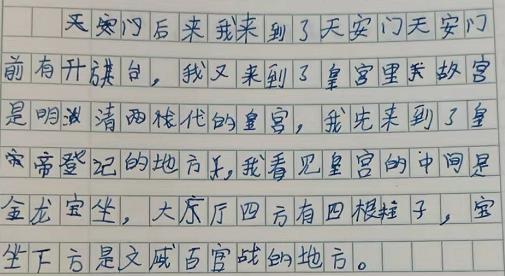 天安门后来我来到了天安门天安门
前有升旗台，我又来到了皇宫里关故宫
是明清两代的皇宫，我先来到了皇
帝登记的地方，我看见皇宫的中间是
金龙宝坐，大厅四方有四根柱子，宝
坐下方是文戚百官战的地方。